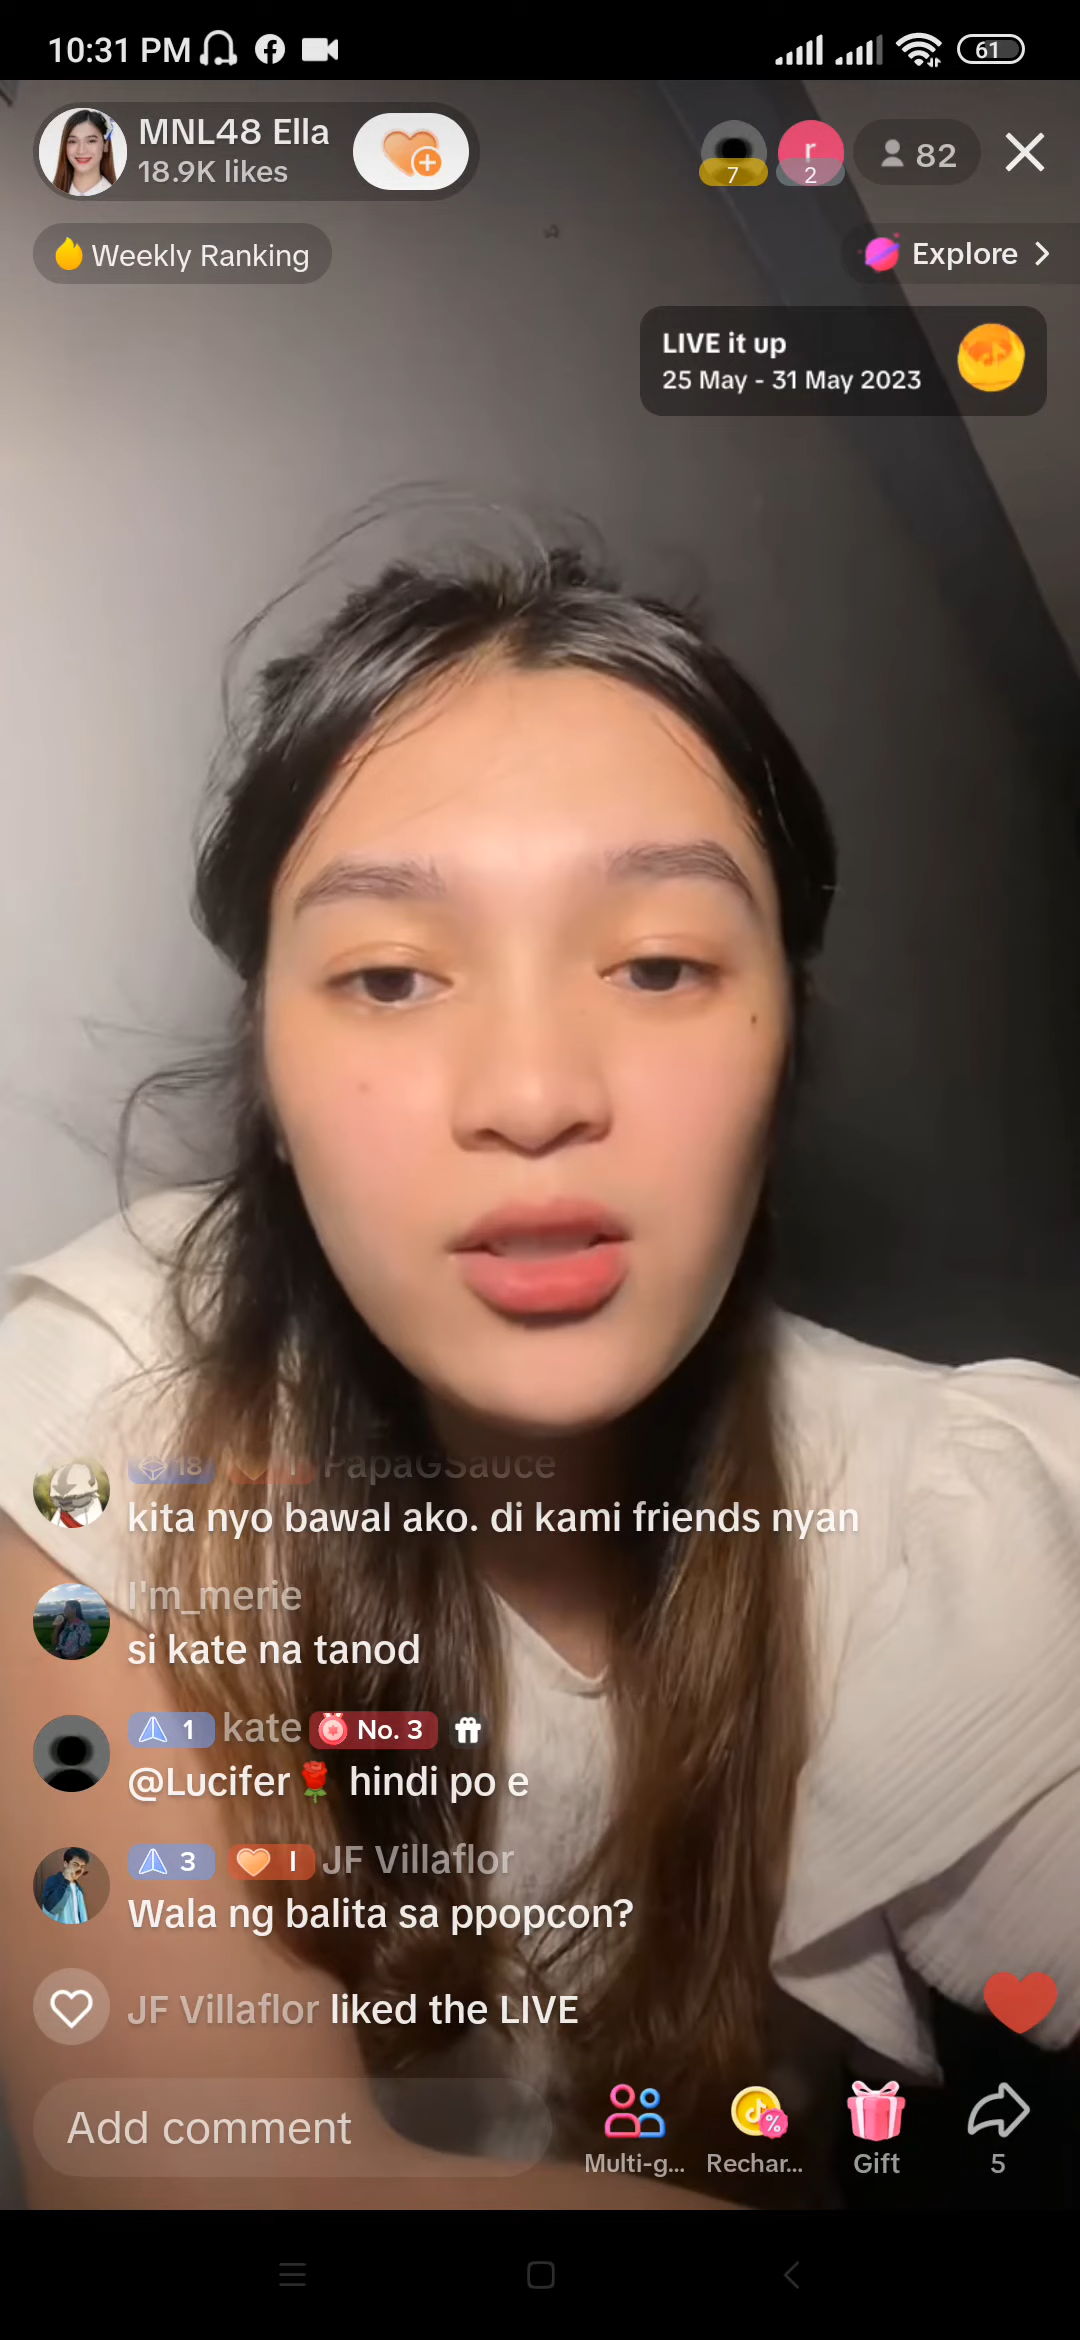 10:31 PM
61
MNL48 Ella
18.9K likes
7
r
2
82
Weekly Ranking
Explore
LIVE it up
25 May - 31 May 2023
18 I PapaGSauce
kita nyo bawal ako. di kami friends nyan
I'm_merie
si kate na tanod
1 kate No. 3
@Lucifer🌹 hindi po e
3 I JF Villaflor
Wala ng balita sa ppopcon?
JF Villaflor liked the LIVE
Add comment
Multi-g...
Rechar...
Gift
5